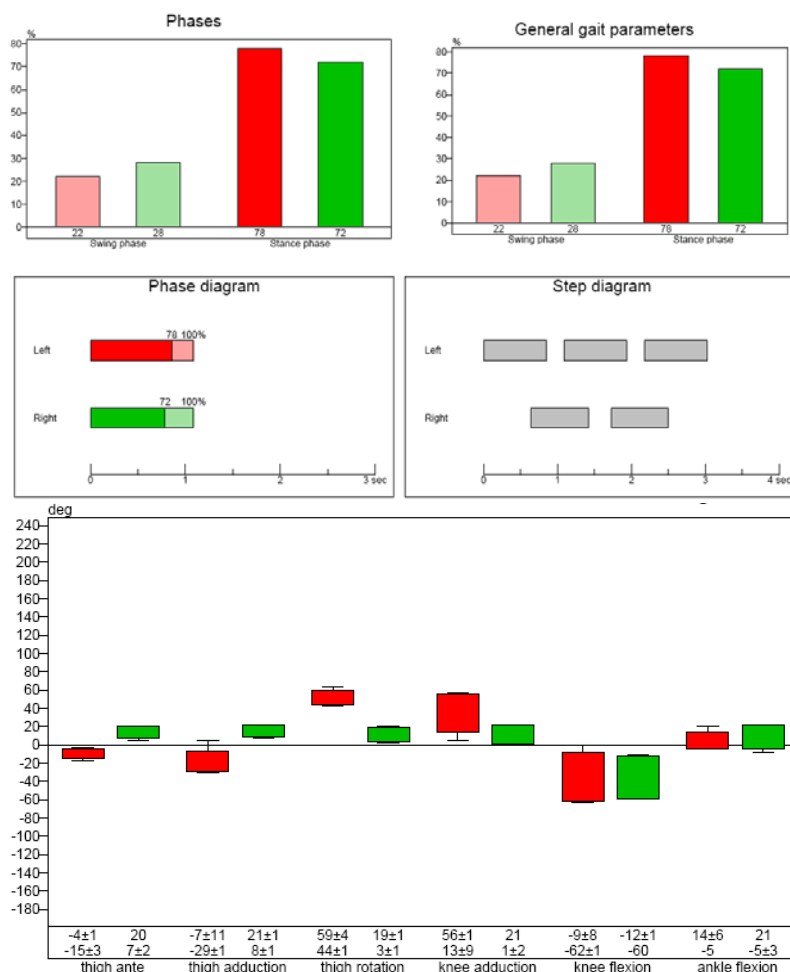 Phases
%
80
70
60
50
40
30
20
10
0
22 28 78 72
Swing phase Stance phase
General gait parameters
%
80
70
60
50
40
30
20
10
0
22 28 78 72
Swing phase Stance phase
Phase diagram
78 100%
Left
72 100%
Right
0 1 2 3 sec
Step diagram
Left
Right
0 1 2 3 4 sec
deg
240
220
200
180
160
140
120
100
80
60
40
20
0
-20
-40
-60
-80
-100
-120
-140
-160
-180
-4±1 20 -7±11 21±1 59±4 19±1 56±1 21 -9±8 -12±1 14±6 21
-15±3 7±2 -29±1 8±1 44±1 3±1 13±9 1±2 -62±1 -60 -5 -5±3
thigh ante thigh adduction thigh rotation knee adduction knee flexion ankle flexion